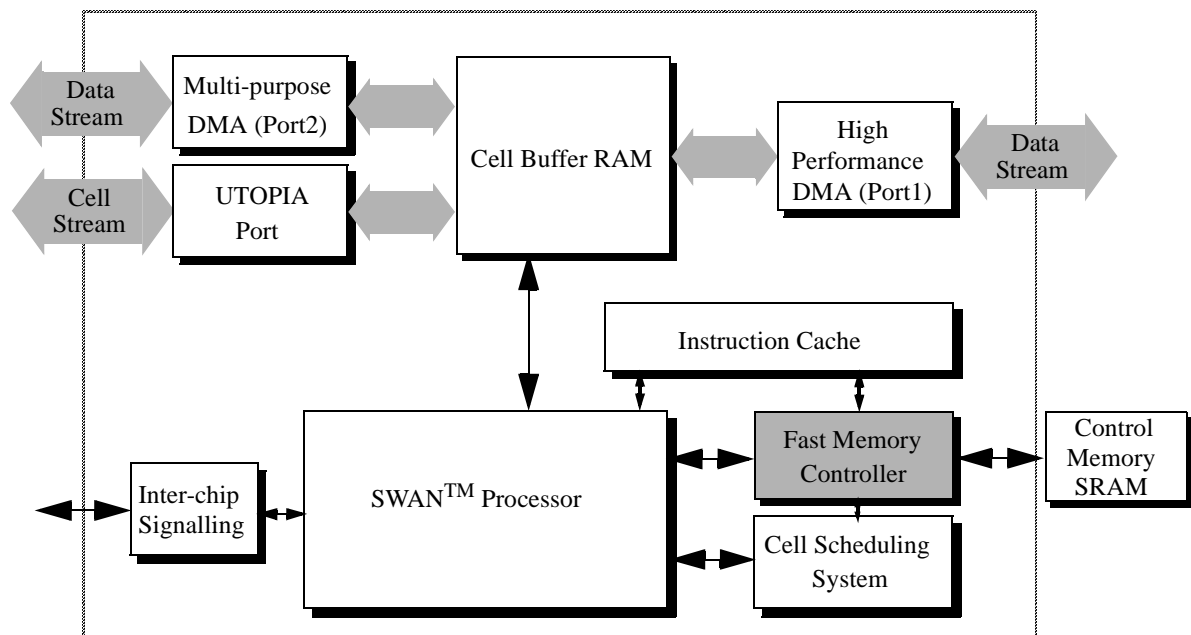 Data
Stream
Multi-purpose
DMA (Port2)
Cell Buffer RAM
High
Performance
DMA (Port1)
Data
Stream
Cell
Stream
UTOPIA
Port
Instruction Cache
SWAN™ Processor
Fast Memory
Controller
Control
Memory
SRAM
Inter-chip
Signalling
Cell Scheduling
System